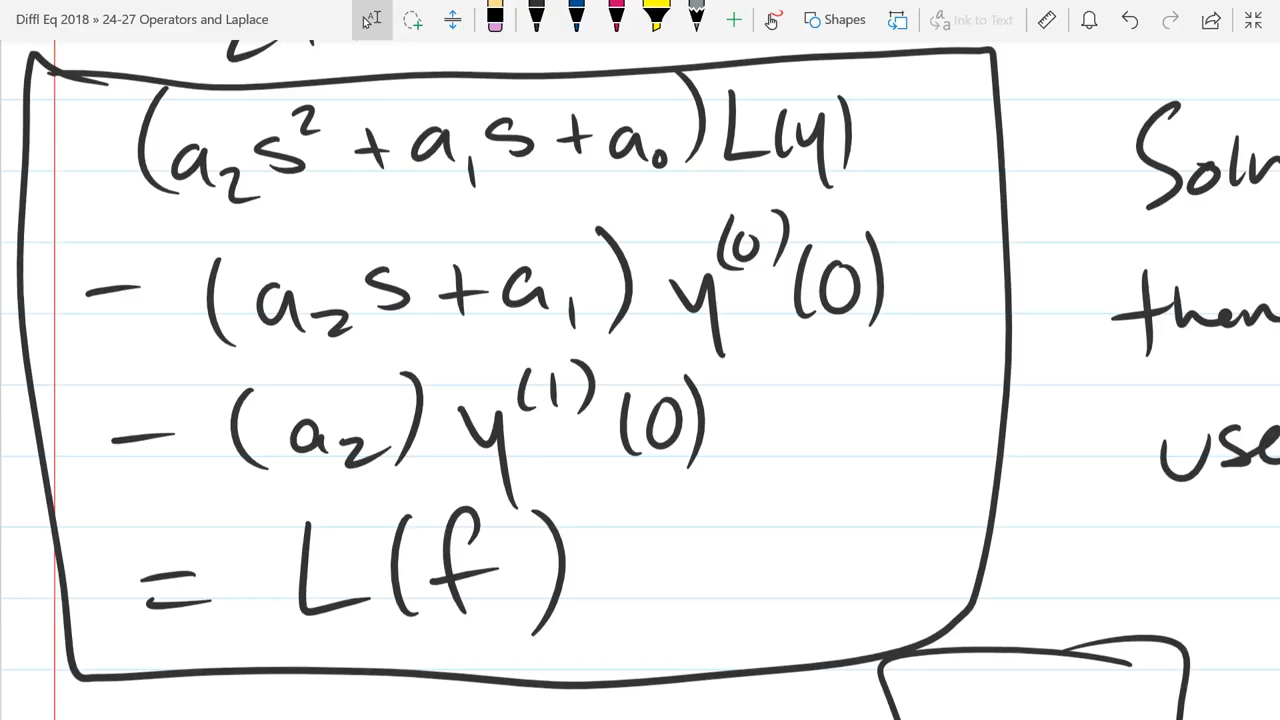 Diffl Eq 2018 » 24-27 Operators and Laplace
Shapes
Ink to Text
(a₂s² + a₁s + a₀) L(y)
− (a₂s + a₁) y⁽⁰⁾(0)
− (a₂) y⁽¹⁾(0)
= L(f)
then
use